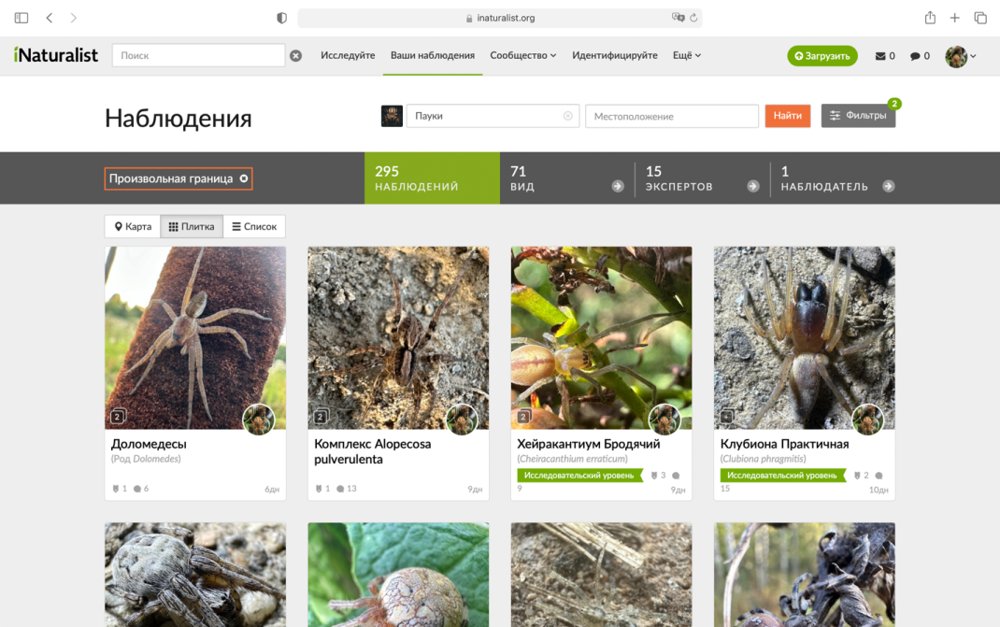 inaturalist.org
iNaturalist
Поиск
Исследуйте
Ваши наблюдения
Сообщество
Идентифицируйте
Ещё
Загрузить
0
0
Наблюдения
Пауки
Местоположение
Найти
Фильтры
2
Произвольная граница
295
НАБЛЮДЕНИЙ
71
ВИД
15
ЭКСПЕРТОВ
1
НАБЛЮДАТЕЛЬ
Карта
Плитка
Список
2
Доломедесы
(Род Dolomedes)
1 6
6дн
2
Комплекс Alopecosa
pulverulenta
1 13
9дн
2
Хейракантиум Бродячий
(Cheiracanthium erraticum)
Исследовательский уровень
3
9
9дн
Клубиона Практичная
(Clubiona phragmitis)
Исследовательский уровень
2
15
10дн